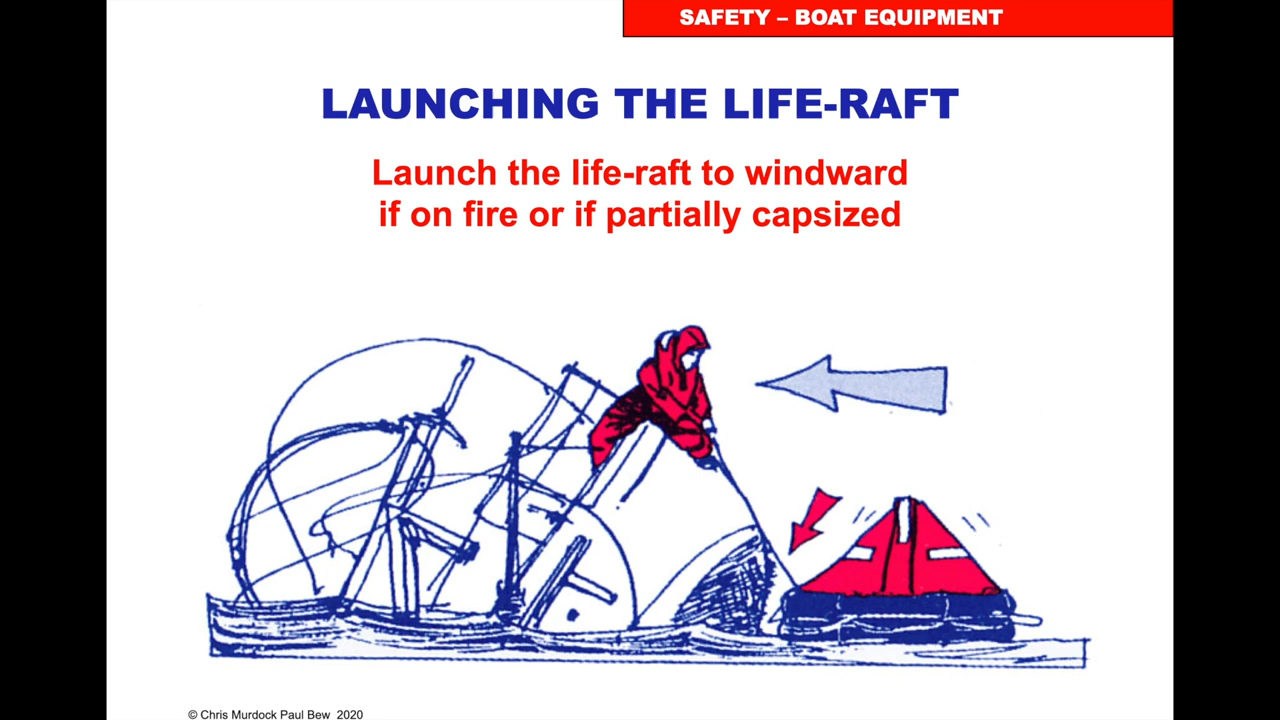 SAFETY – BOAT EQUIPMENT
LAUNCHING THE LIFE-RAFT
Launch the life-raft to windward
if on fire or if partially capsized
© Chris Murdock Paul Bew 2020